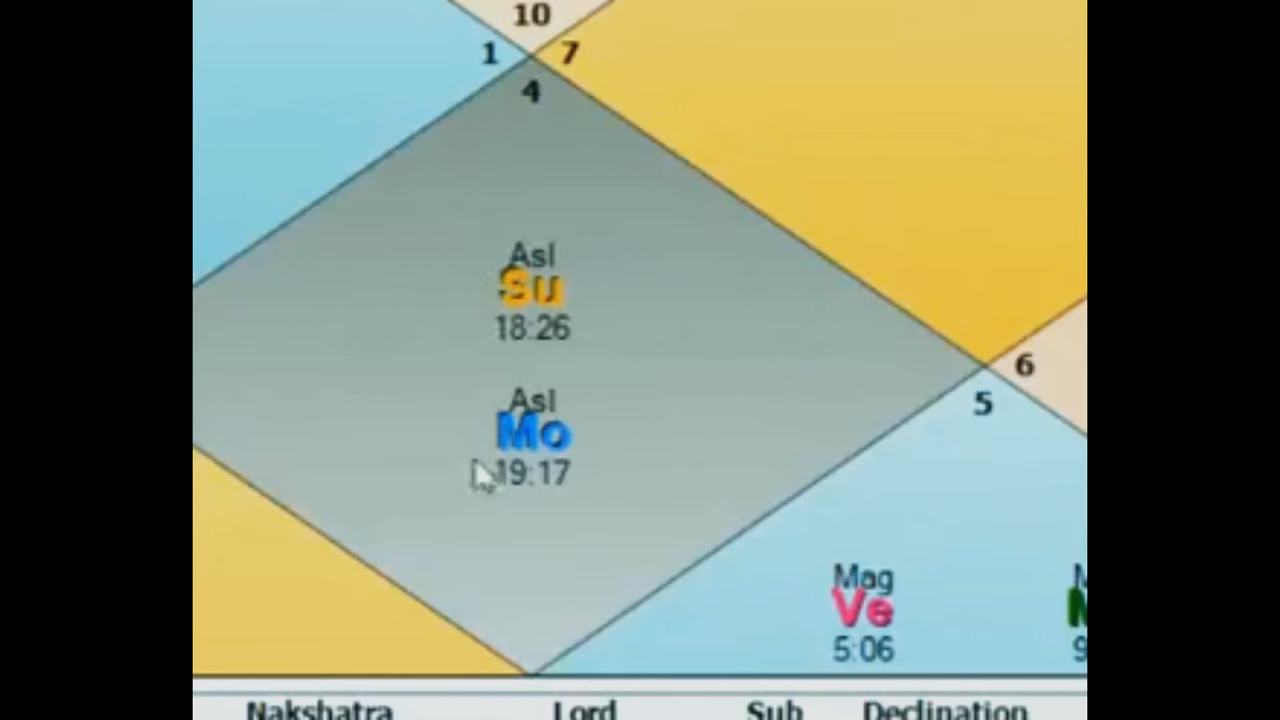 10
1 7
4
Asl
Su
18:26
6
Asl
5
Mo
19:17
Mag
Ve
5:06
Nakshatra Lord Sub Declination